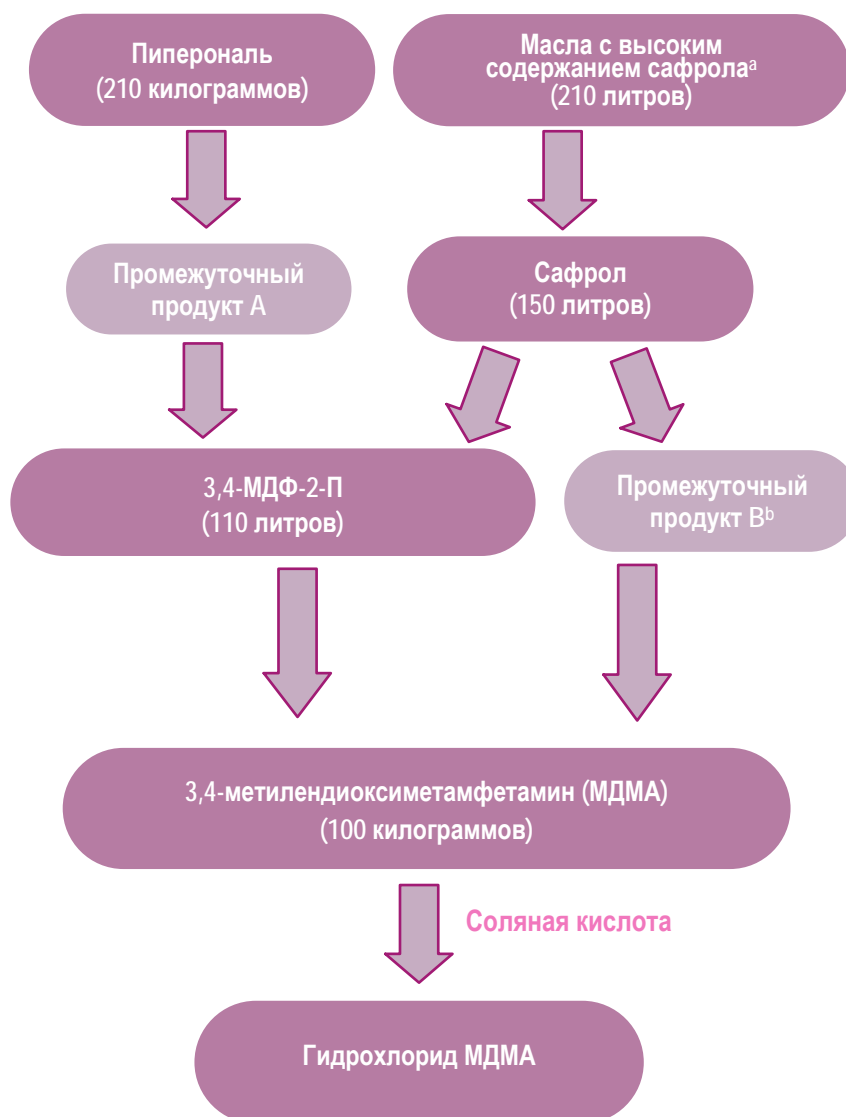 Пиперональ
(210 килограммов)
Масла с высоким
содержанием сафролаᵃ
(210 литров)
Промежуточный
продукт A
Сафрол
(150 литров)
3,4-МДФ-2-П
(110 литров)
Промежуточный
продукт Bᵇ
3,4-метилендиоксиметамфетамин (МДМА)
(100 килограммов)
Соляная кислота
Гидрохлорид МДМА